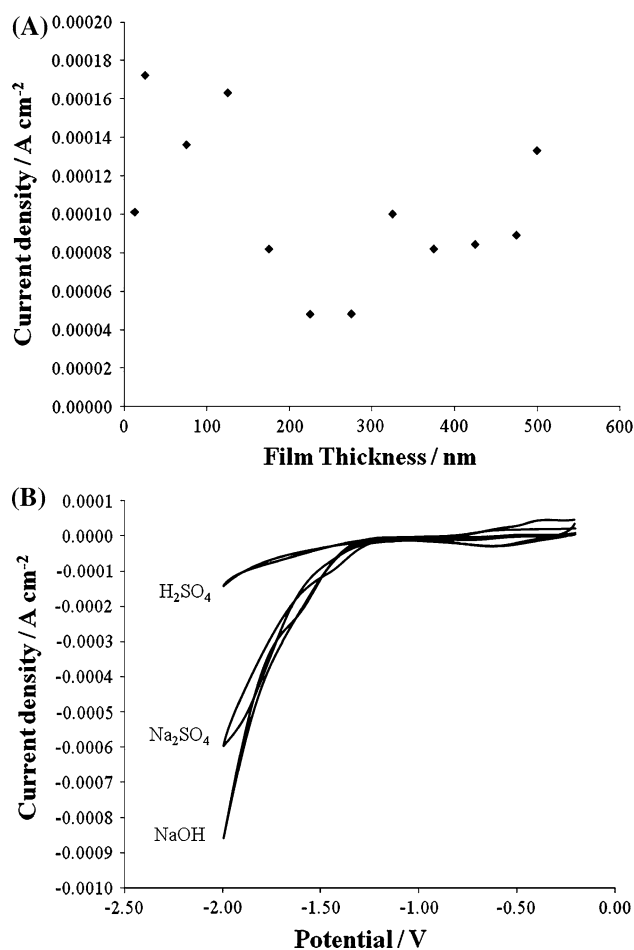 (A)
Current density / A cm⁻²
0.00020
0.00018
0.00016
0.00014
0.00012
0.00010
0.00008
0.00006
0.00004
0.00002
0.00000
0 100 200 300 400 500 600
Film Thickness / nm
(B)
Current density / A cm⁻²
0.0001
0.0000
-0.0001
-0.0002
-0.0003
-0.0004
-0.0005
-0.0006
-0.0007
-0.0008
-0.0009
-0.0010
H₂SO₄
Na₂SO₄
NaOH
-2.50 -2.00 -1.50 -1.00 -0.50 0.00
Potential / V